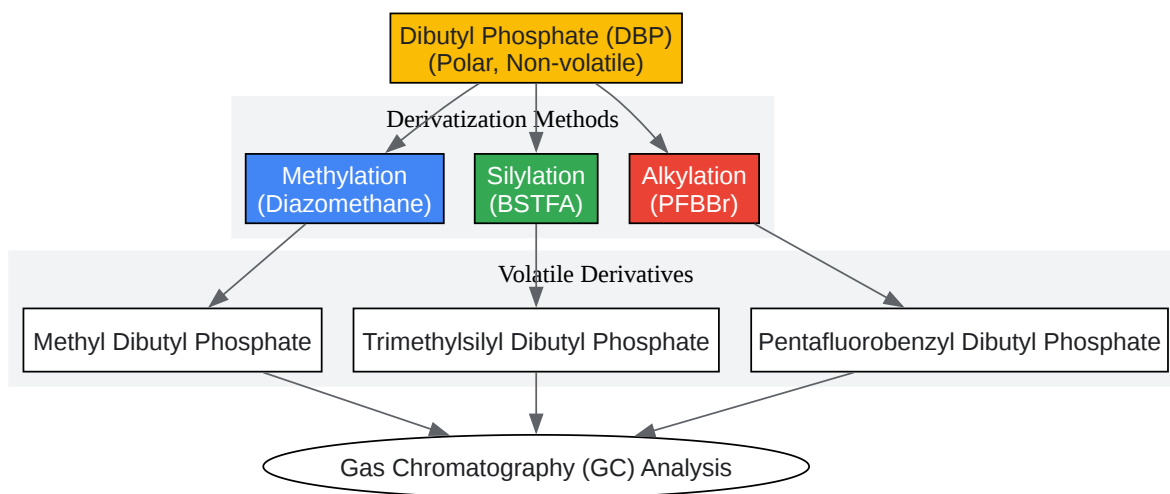 Dibutyl Phosphate (DBP)
(Polar, Non-volatile)
Derivatization Methods
Methylation
(Diazomethane)
Silylation
(BSTFA)
Alkylation
(PFBBr)
Volatile Derivatives
Methyl Dibutyl Phosphate
Trimethylsilyl Dibutyl Phosphate
Pentafluorobenzyl Dibutyl Phosphate
Gas Chromatography (GC) Analysis